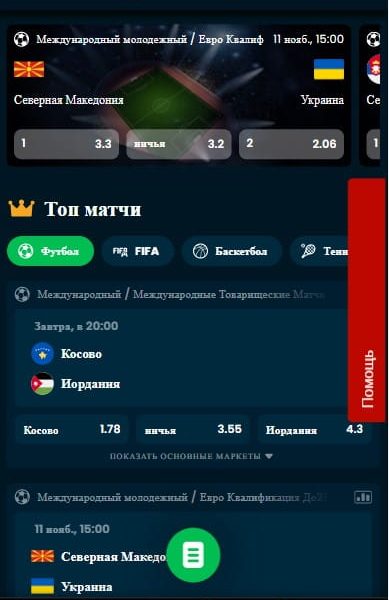 Международный молодежный / Евро Квалиф 11 нояб., 15:00
Северная Македония Украина Се
1 3.3 ничья 3.2 2 2.06 1
Топ матчи
Футбол FIFA FIFA Баскетбол Тенн
Международный / Международные Товарищеские Матчи
Завтра, в 20:00
Косово
Иордания
Помощь
Косово 1.78 ничья 3.55 Иордания 4.3
ПОКАЗАТЬ ОСНОВНЫЕ МАРКЕТЫ
Международный молодежный / Евро Квалификация До21
11 нояб., 15:00
Северная Македо
Украина